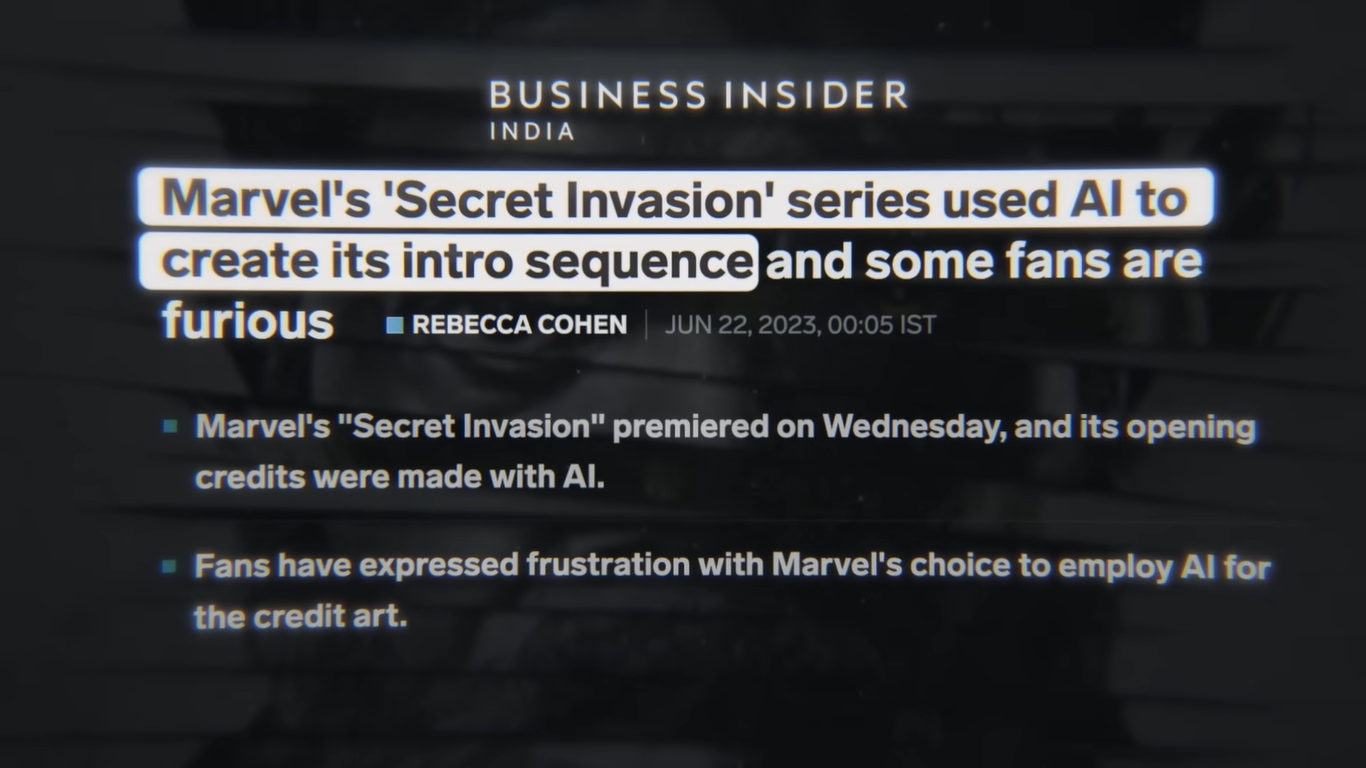 BUSINESS INSIDER
INDIA
Marvel's 'Secret Invasion' series used AI to
create its intro sequence and some fans are
furious REBECCA COHEN | JUN 22, 2023, 00:05 IST
Marvel's "Secret Invasion" premiered on Wednesday, and its opening
credits were made with AI.
Fans have expressed frustration with Marvel's choice to employ AI for
the credit art.